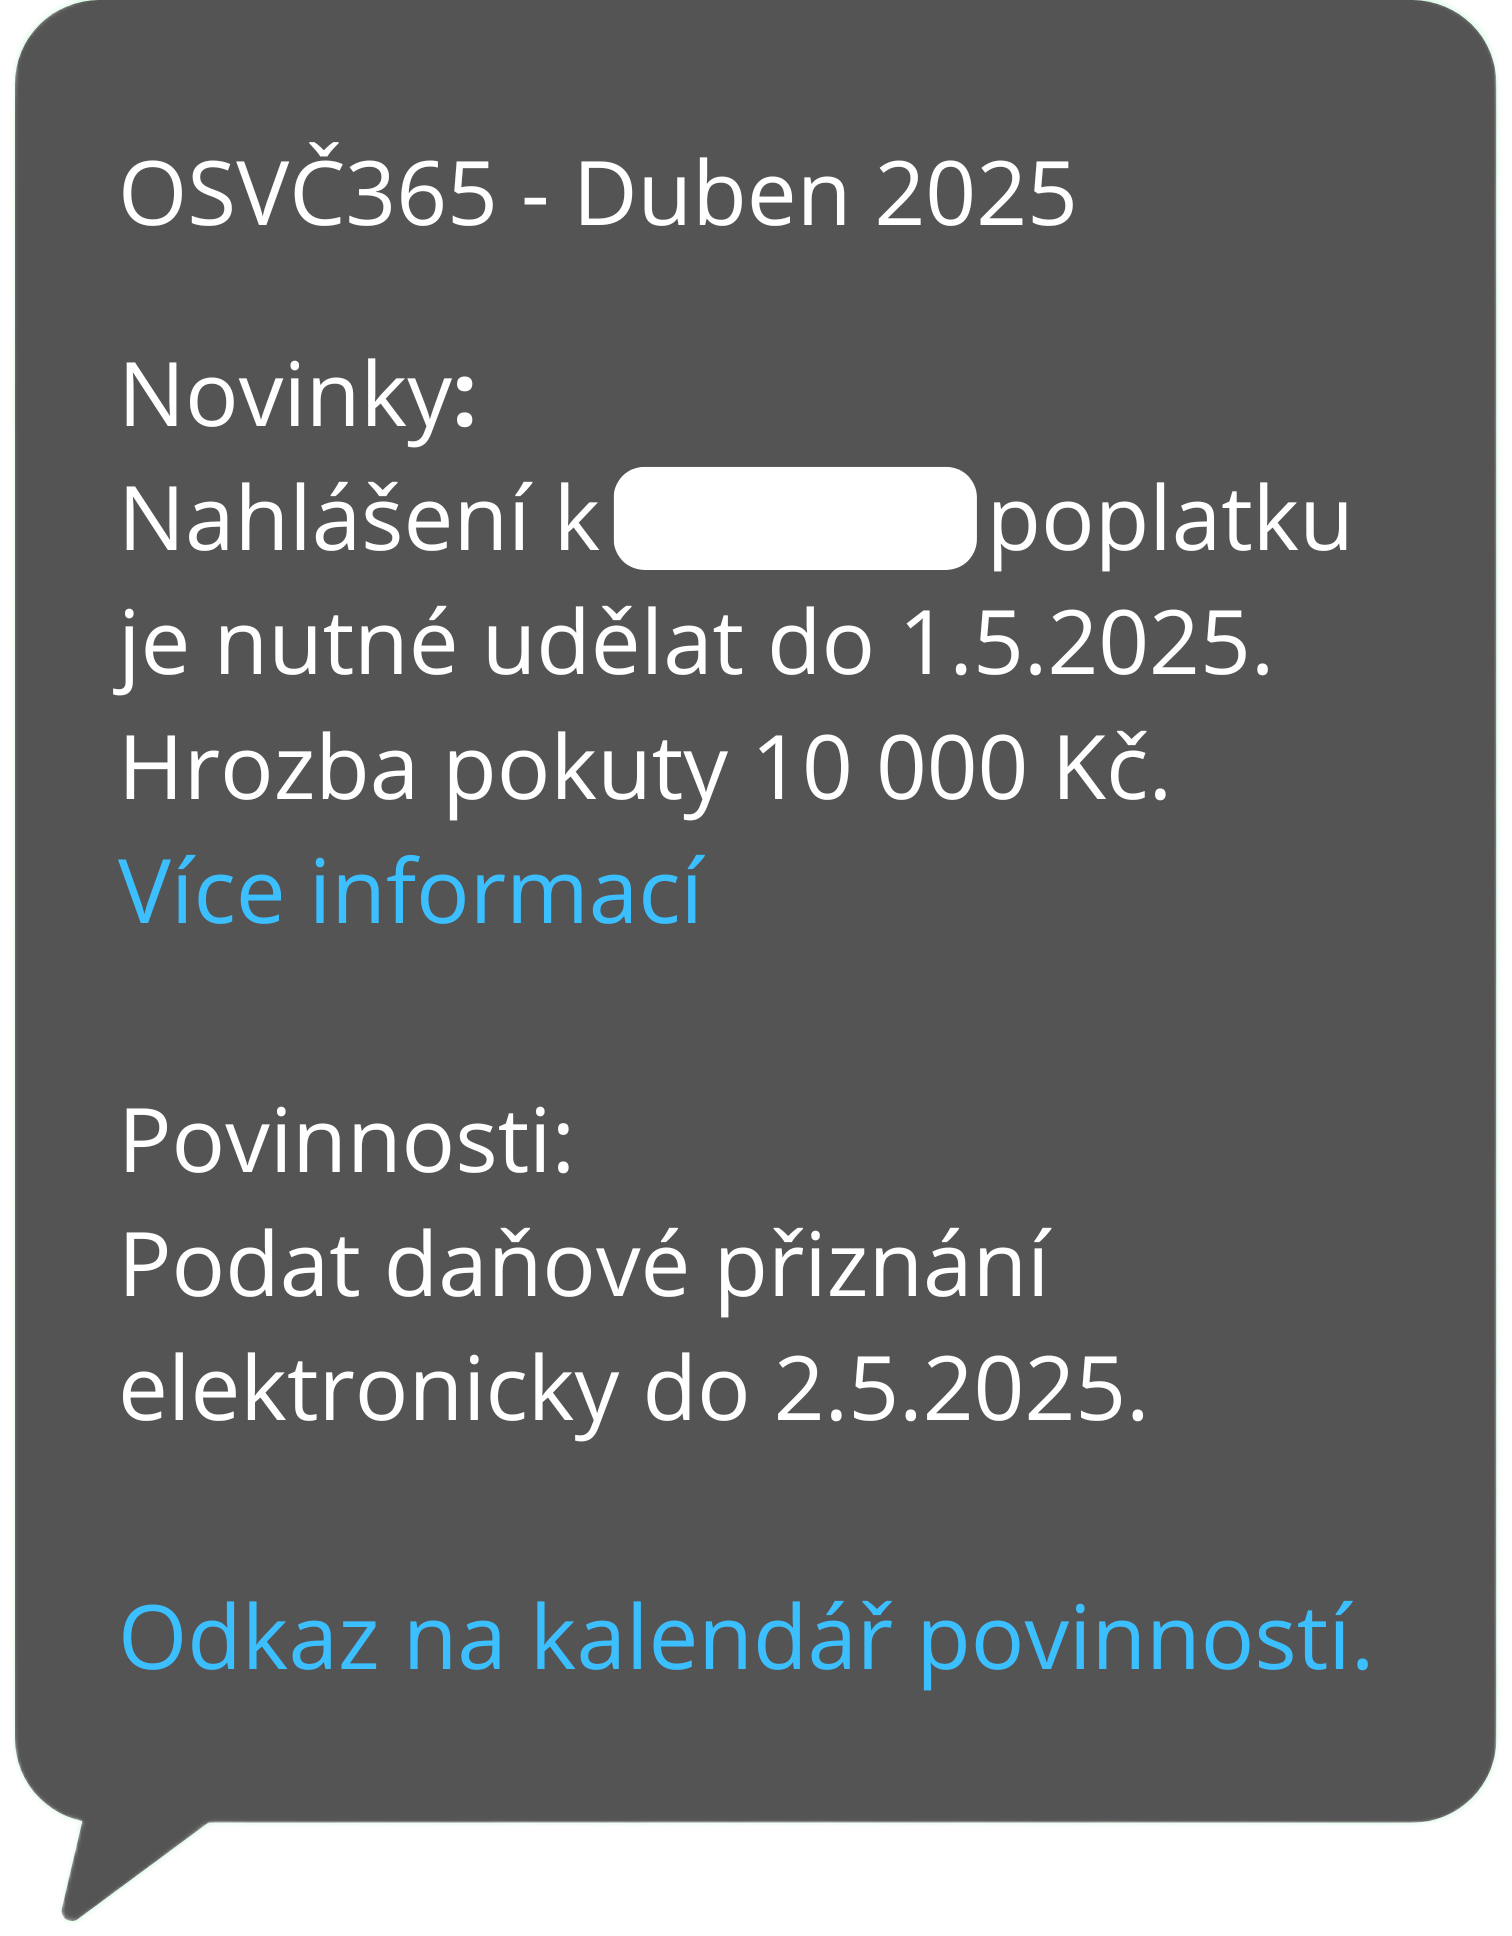 OSVČ365 - Duben 2025
Novinky:
Nahlášení k poplatku
je nutné udělat do 1.5.2025.
Hrozba pokuty 10 000 Kč.
Více informací
Povinnosti:
Podat daňové přiznání
elektronicky do 2.5.2025.
Odkaz na kalendář povinností.